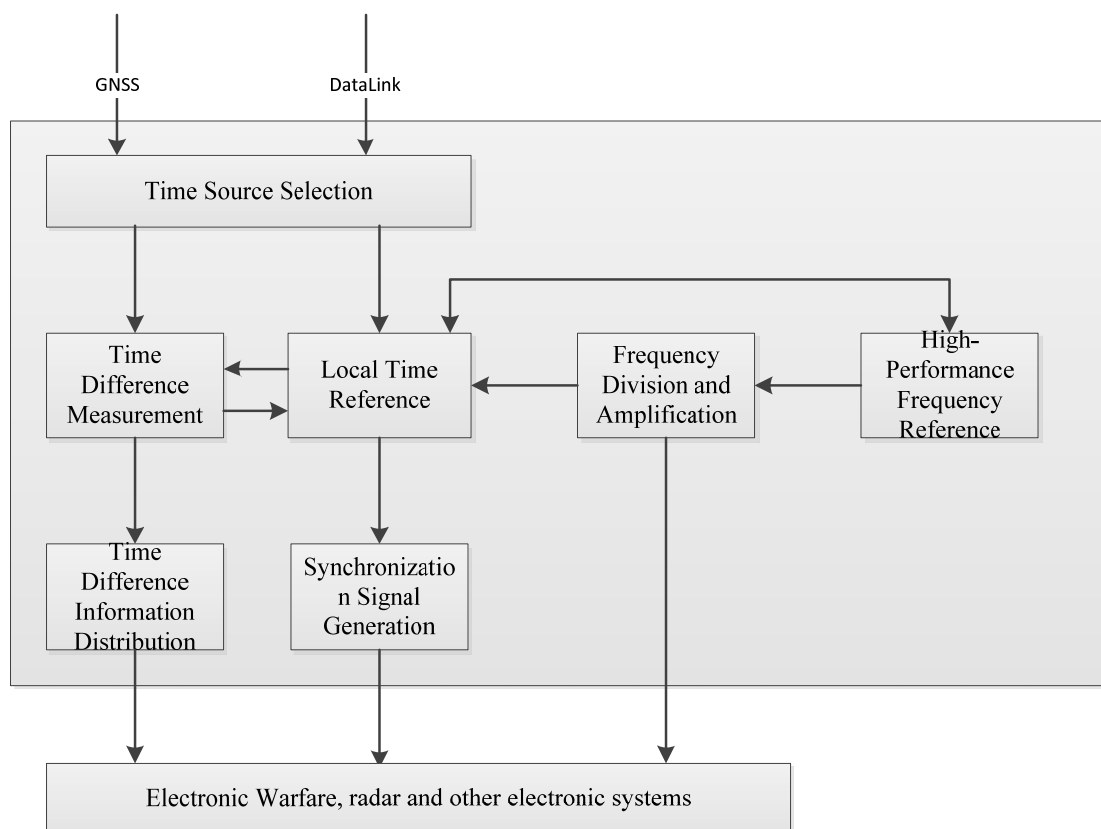 GNSS
DataLink
Time Source Selection
Time
Difference
Measurement
Local Time
Reference
Frequency
Division and
Amplification
High-
Performance
Frequency
Reference
Time
Difference
Information
Distribution
Synchronizatio
n Signal
Generation
Electronic Warfare, radar and other electronic systems